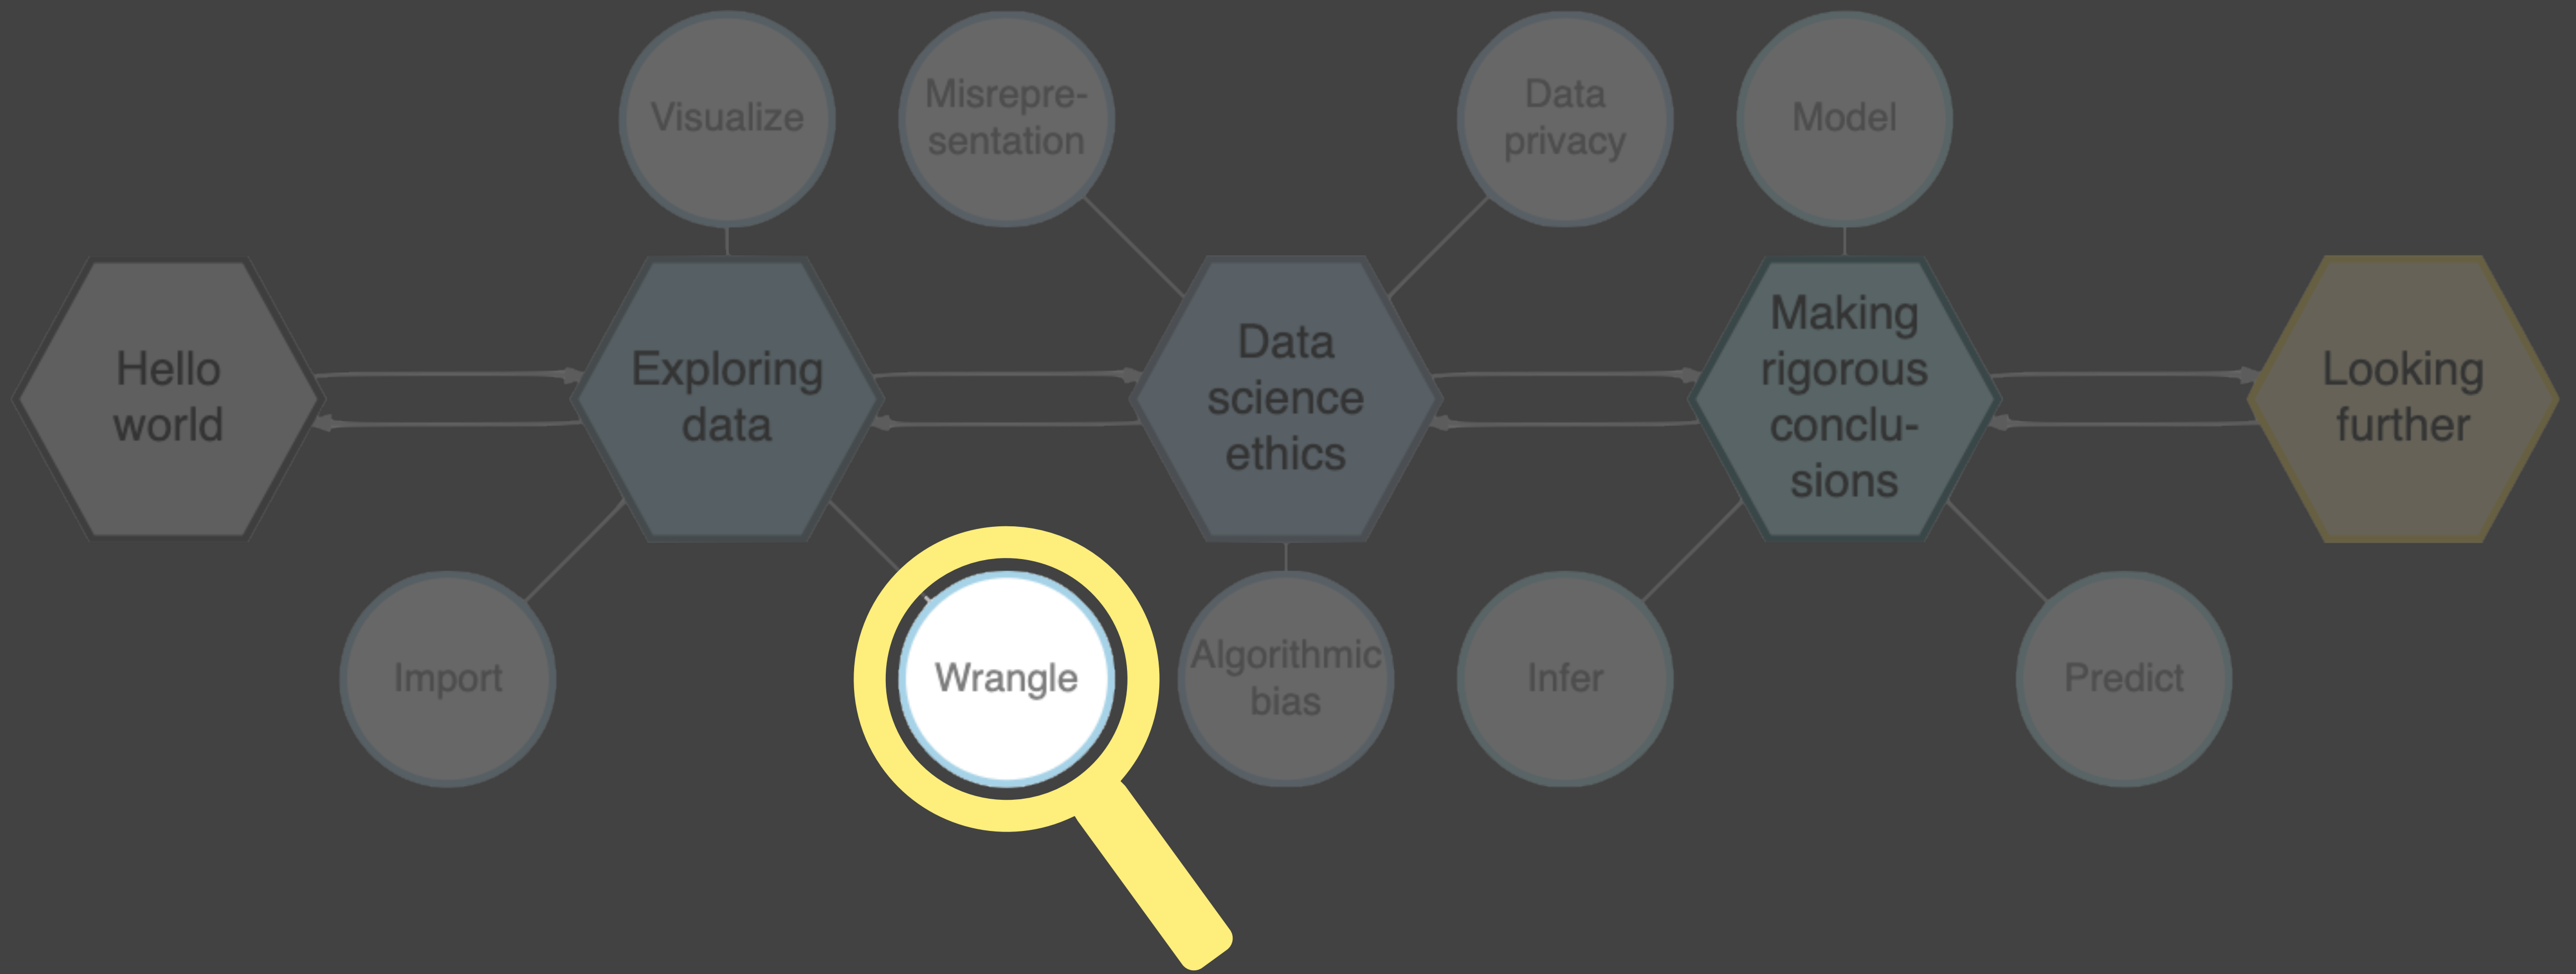 Visualize
Misrepre-
sentation
Data
privacy
Model
Hello
world
Exploring
data
Data
science
ethics
Making
rigorous
conclu-
sions
Looking
further
Import
Wrangle
Algorithmic
bias
Infer
Predict